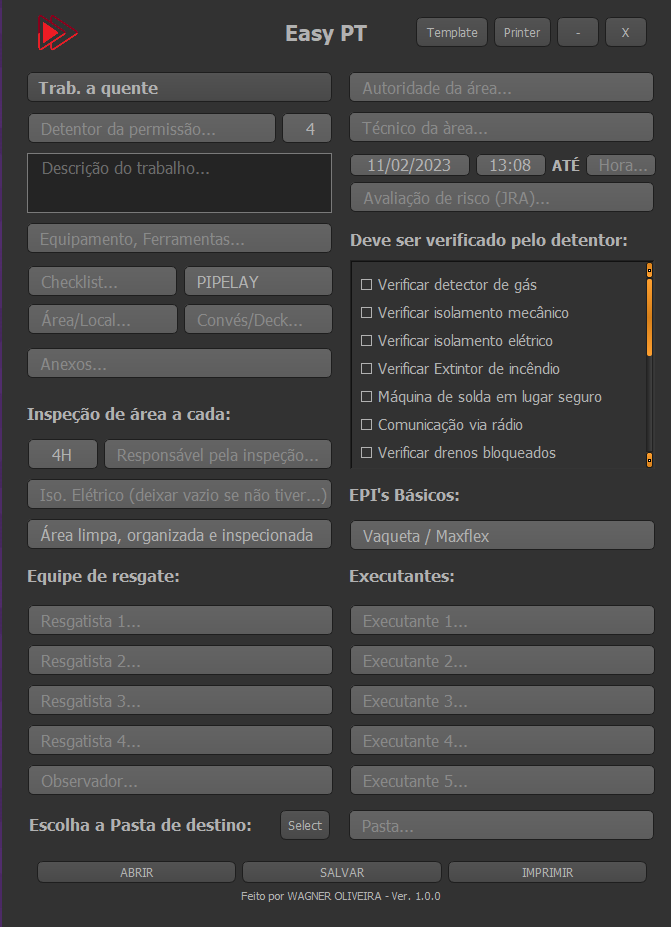 Easy PT
Template
Printer
-
X
Trab. a quente
Detentor da permissão...
4
Descrição do trabalho...
Equipamento, Ferramentas...
Checklist...
PIPELAY
Área/Local...
Convés/Deck...
Anexos...
Inspeção de área a cada:
4H
Responsável pela inspeção...
Iso. Elétrico (deixar vazio se não tiver...)
Área limpa, organizada e inspecionada
Equipe de resgate:
Resgatista 1...
Resgatista 2...
Resgatista 3...
Resgatista 4...
Observador...
Autoridade da área...
Técnico da àrea...
11/02/2023
13:08
ATÉ
Hora...
Avaliação de risco (JRA)...
Deve ser verificado pelo detentor:
Verificar detector de gás
Verificar isolamento mecânico
Verificar isolamento elétrico
Verificar Extintor de incêndio
Máquina de solda em lugar seguro
Comunicação via rádio
Verificar drenos bloqueados
EPI's Básicos:
Vaqueta / Maxflex
Executantes:
Executante 1...
Executante 2...
Executante 3...
Executante 4...
Executante 5...
Escolha a Pasta de destino:
Select
Pasta...
ABRIR
SALVAR
IMPRIMIR
Feito por WAGNER OLIVEIRA - Ver. 1.0.0